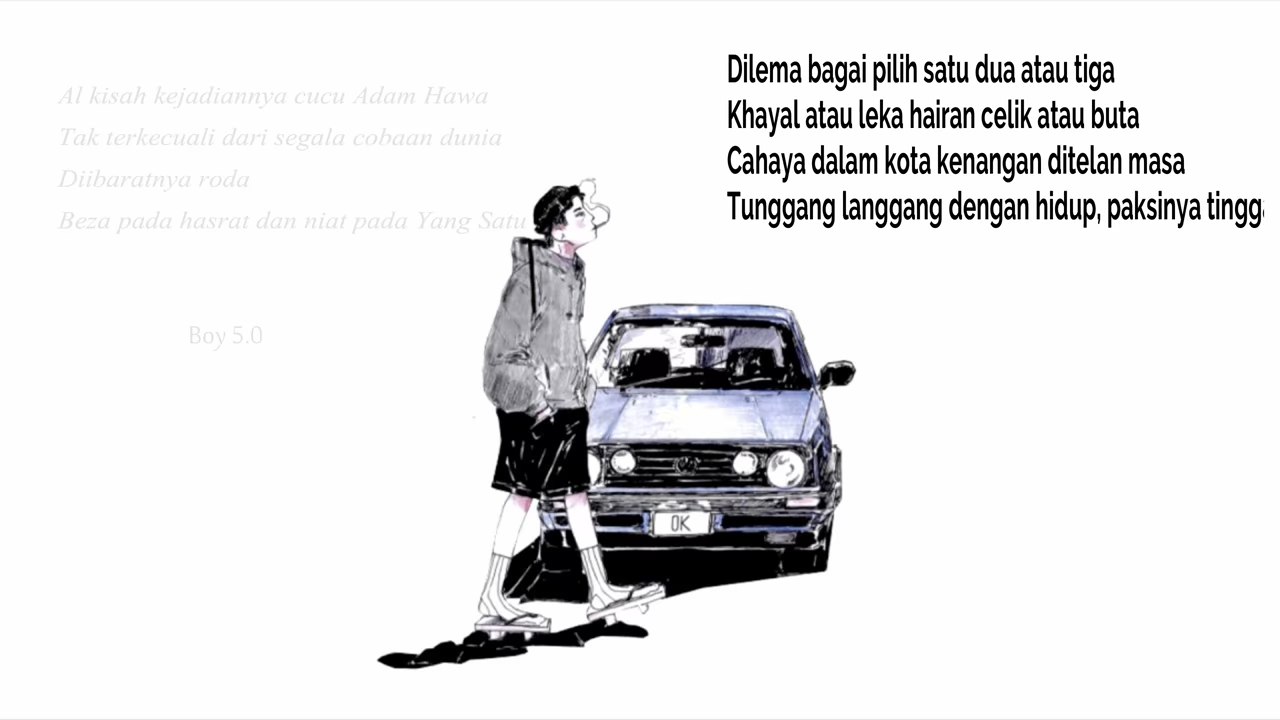 Al kisah kejadiannya cucu Adam Hawa
Tak terkecuali dari segala cobaan dunia
Diibaratnya roda
Beza pada hasrat dan niat pada Yang Satu
Boy 5.0
Dilema bagai pilih satu dua atau tiga
Khayal atau leka hairan celik atau buta
Cahaya dalam kota kenangan ditelan masa
Tunggang langgang dengan hidup, paksinya tingg
OK